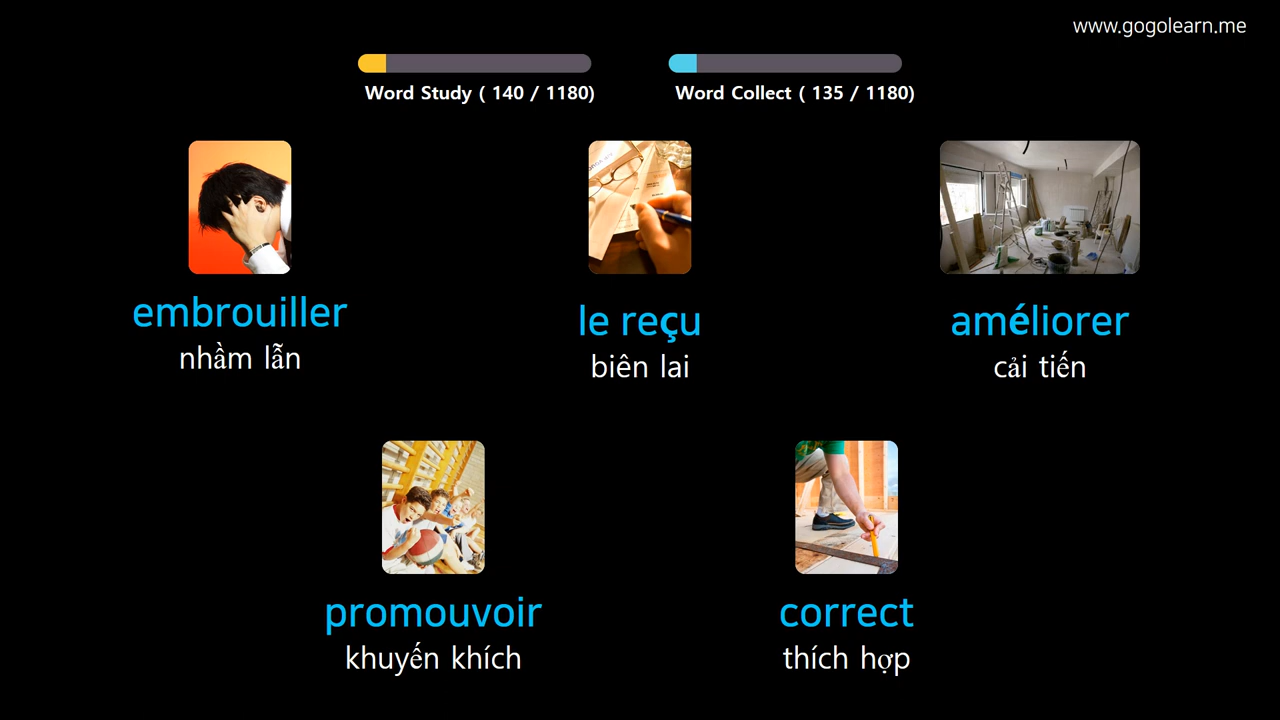 www.gogolearn.me
Word Study ( 140 / 1180)
Word Collect ( 135 / 1180)
embrouiller
nhầm lẫn
le reçu
biên lai
améliorer
cải tiến
promouvoir
khuyến khích
correct
thích hợp